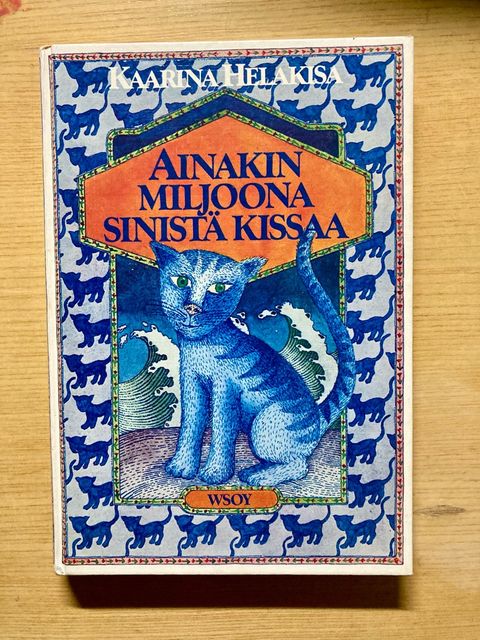 KAARINA HELAKISA
AINAKIN
MILJOONA
SINISTÄ KISSAA
WSOY